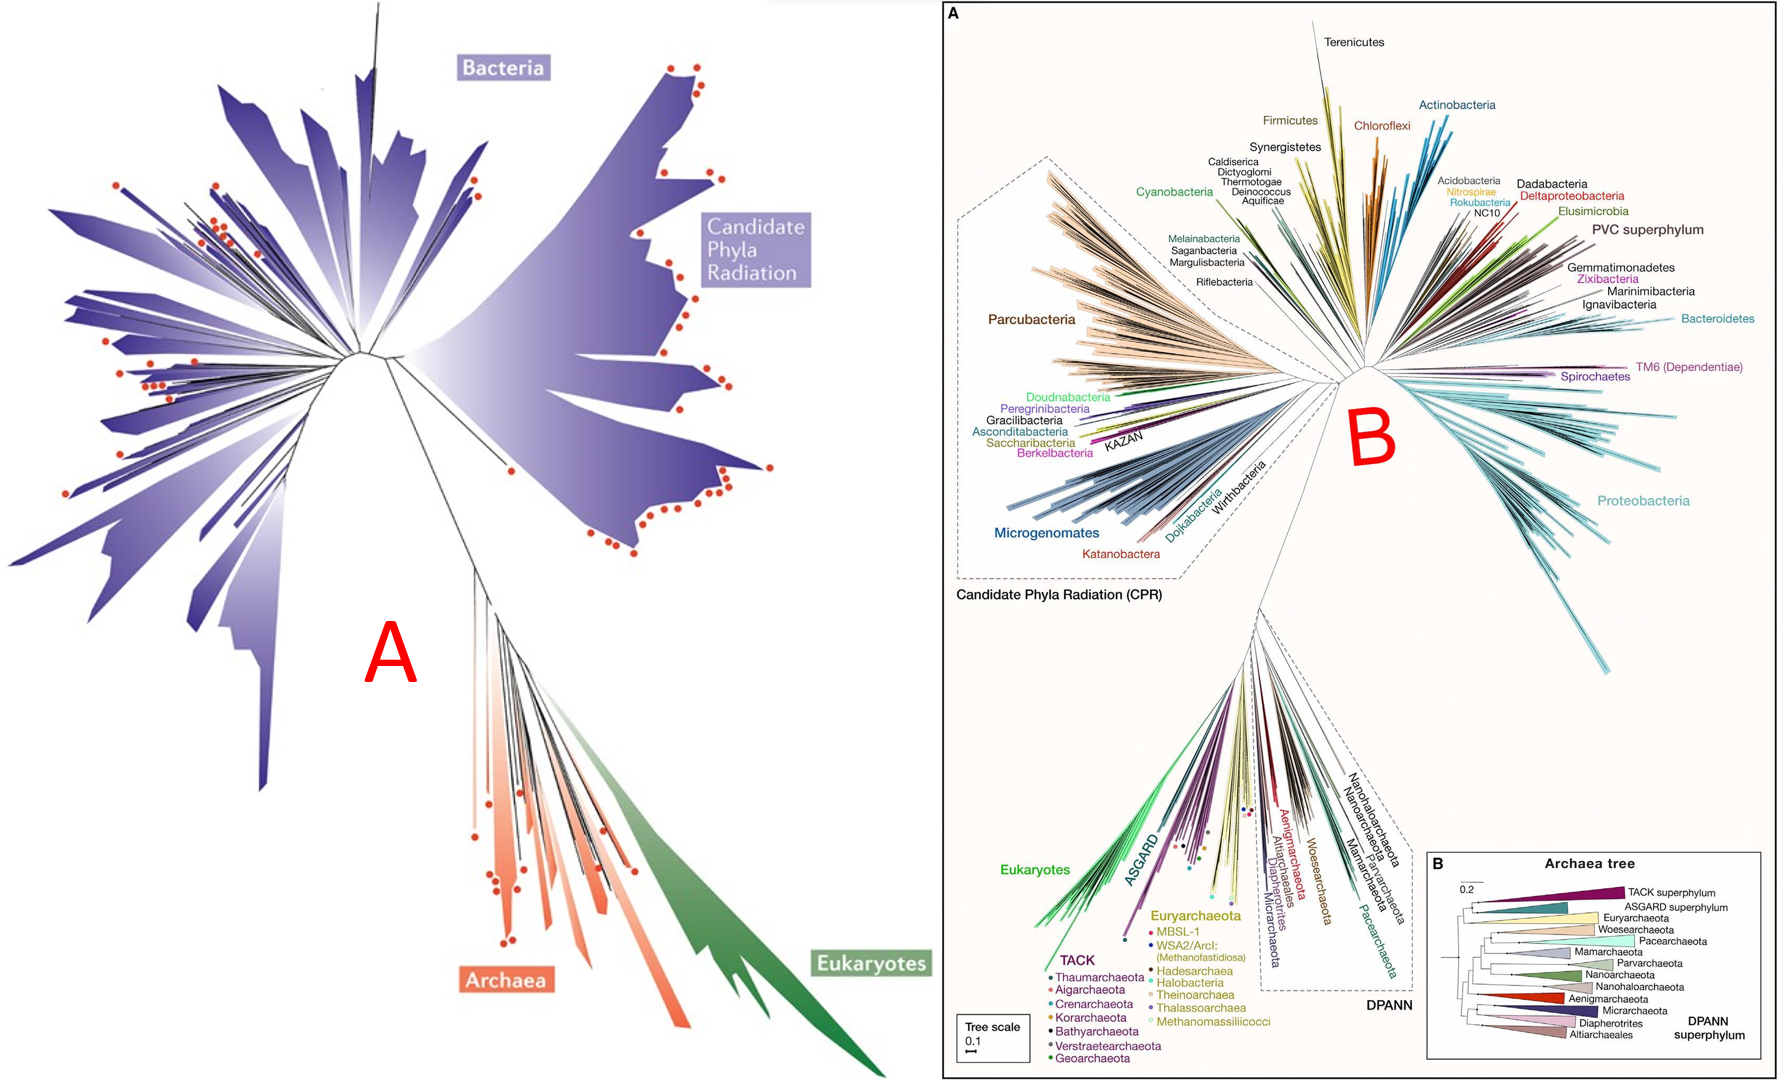 Bacteria
Candidate
Phyla
Radiation
A
Archaea
Eukaryotes
A
Terenicutes
Actinobacteria
Firmicutes
Chloroflexi
Synergistetes
Caldiserica
Dictyoglomi
Thermotogae
Deinococcus
Aquificae
Cyanobacteria
Acidobacteria
Nitrospirae
Rokubacteria
NC10
Dadabacteria
Deltaproteobacteria
Elusimicrobia
PVC superphylum
Melainabacteria
Saganbacteria
Margulisbacteria
Riflebacteria
Gemmatimonadetes
Zixibacteria
Marinimibacteria
Ignavibacteria
Bacteroidetes
TM6 (Dependentiae)
Spirochaetes
Parcubacteria
Doudnabacteria
Peregrinibacteria
Gracilibacteria
Asconditabacteria
Saccharibacteria
Berkelbacteria
KAZAN
B
Proteobacteria
Microgenomates
Katanobactera
Dojkabacteria
Wirthbacteria
Candidate Phyla Radiation (CPR)
Eukaryotes
ASGARD
Euryarchaeota
MBSL-1
WSA2/ArcI:
(Methanofastidiosa)
Hadesarchaea
Halobacteria
Theinoarchaea
Thalassoarchaea
Methanomassiliicocci
TACK
Thaumarchaeota
Aigarchaeota
Crenarchaeota
Korarchaeota
Bathyarchaeota
Verstraetearchaeota
Geoarchaeota
Aenigmarchaeota
Altiarchaeales
Diapherotrites
Micrarchaeota
Woesearchaeota
Nanohaloarchaeota
Nanoarchaeota
Parvarchaeota
Mamarchaeota
Pacearchaeota
DPANN
Tree scale
0.1
B
Archaea tree
0.2
TACK superphylum
ASGARD superphylum
Euryarchaeota
Woesearchaeota
Pacearchaeota
Mamarchaeota
Parvarchaeota
Nanoarchaeota
Nanohaloarchaeota
Aenigmarchaeota
Micrarchaeota
Diapherotrites
Altiarchaeales
DPANN
superphylum